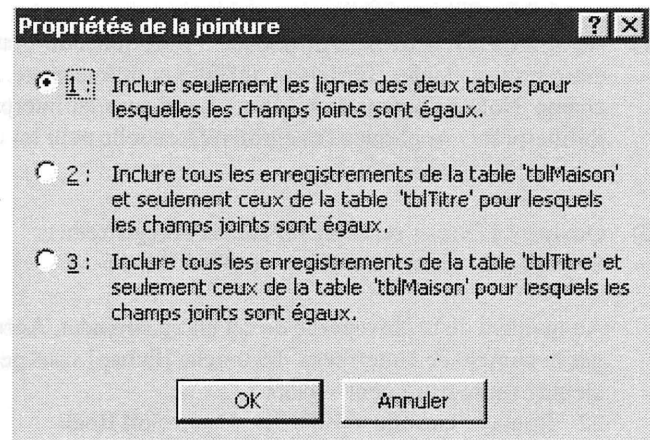 Propriétés de la jointure
1 : Inclure seulement les lignes des deux tables pour
lesquelles les champs joints sont égaux.
2 : Inclure tous les enregistrements de la table 'tblMaison'
et seulement ceux de la table 'tblTitre' pour lesquels
les champs joints sont égaux.
3 : Inclure tous les enregistrements de la table 'tblTitre' et
seulement ceux de la table 'tblMaison' pour lesquels les
champs joints sont égaux.
OK Annuler